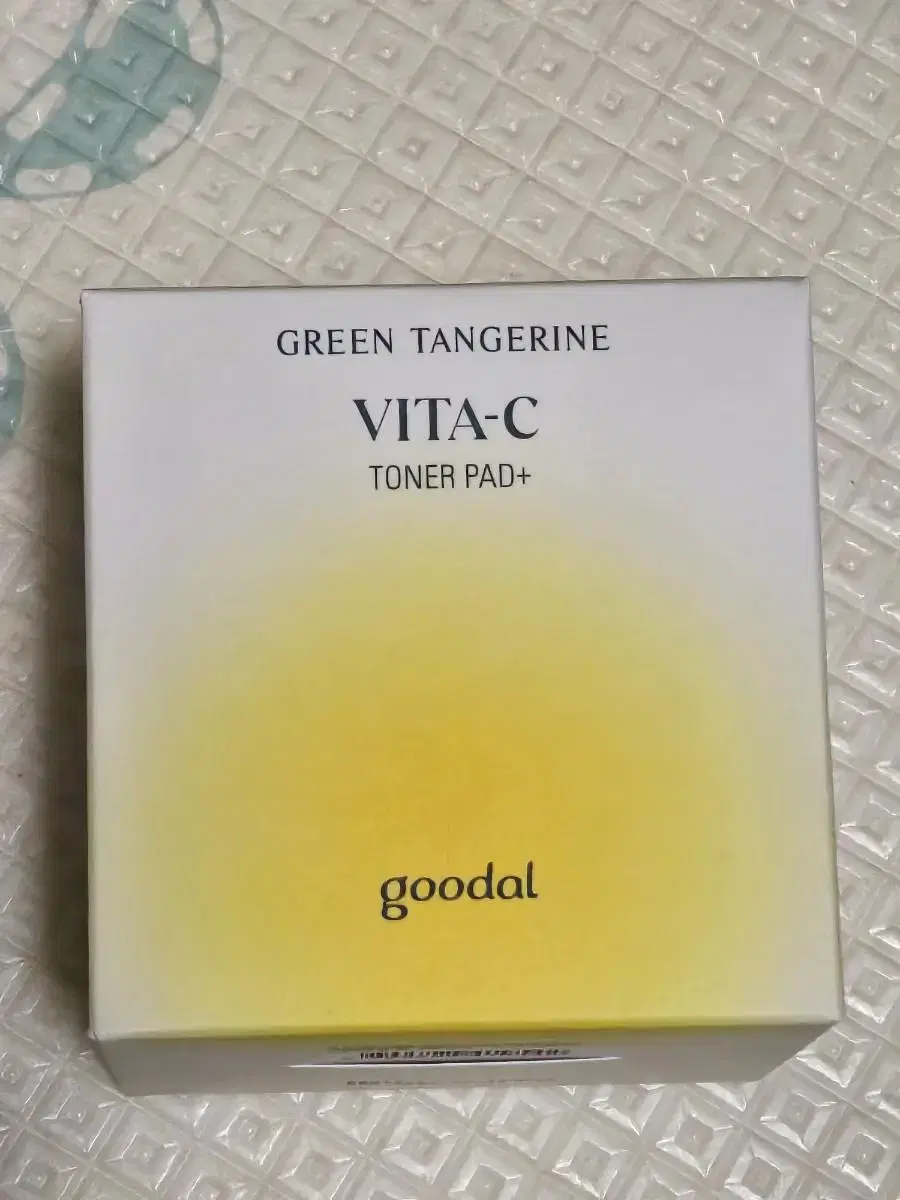 GREEN TANGERINE
VITA-C
TONER PAD+
goodal